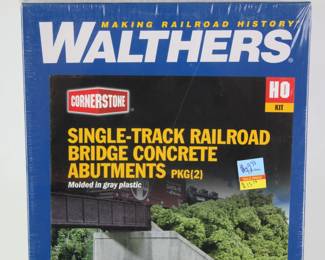 MAKING RAILROAD HISTORY
WALTHERS®
CORNERSTONE®
HO
KIT
SINGLE-TRACK RAILROAD
BRIDGE CONCRETE
ABUTMENTS PKG(2)
Molded in gray plastic